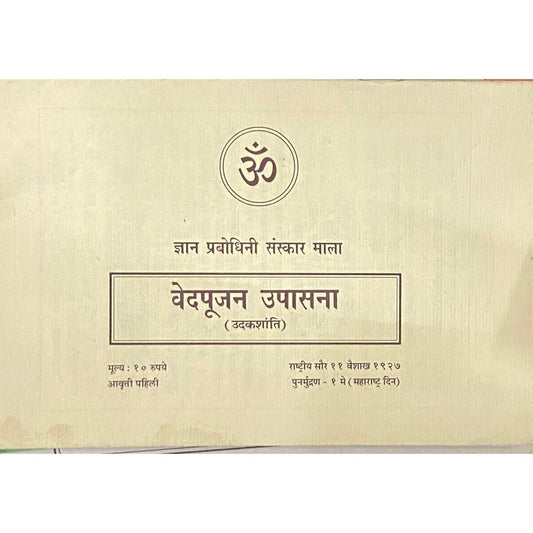 ॐ
ज्ञान प्रबोधिनी संस्कार माला
वेदपूजन उपासना
(उदकशांति)
मूल्य : १० रुपये
राष्ट्रीय सौर ११ वैशाख १९२७
आवृत्ती पहिली
पुनर्मुद्रण - १ मे (महाराष्ट्र दिन)